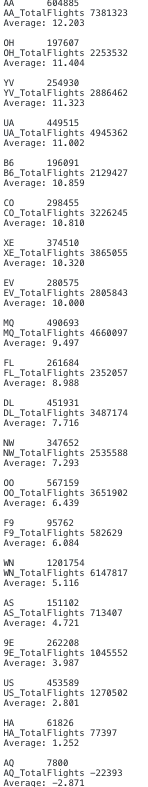 AA 604885
AA_TotalFlights 7381323
Average: 12.203
OH 197607
OH_TotalFlights 2253532
Average: 11.404
YV 254930
YV_TotalFlights 2886462
Average: 11.323
UA 449515
UA_TotalFlights 4945362
Average: 11.002
B6 196091
B6_TotalFlights 2129427
Average: 10.859
CO 298455
CO_TotalFlights 3226245
Average: 10.810
XE 374510
XE_TotalFlights 3865055
Average: 10.320
EV 280575
EV_TotalFlights 2805843
Average: 10.000
MQ 490693
MQ_TotalFlights 4660097
Average: 9.497
FL 261684
FL_TotalFlights 2352057
Average: 8.988
DL 451931
DL_TotalFlights 3487174
Average: 7.716
NW 347652
NW_TotalFlights 2535588
Average: 7.293
OO 567159
OO_TotalFlights 3651902
Average: 6.439
F9 95762
F9_TotalFlights 582629
Average: 6.084
WN 1201754
WN_TotalFlights 6147817
Average: 5.116
AS 151102
AS_TotalFlights 713407
Average: 4.721
9E 262208
9E_TotalFlights 1045552
Average: 3.987
US 453589
US_TotalFlights 1270502
Average: 2.801
HA 61826
HA_TotalFlights 77397
Average: 1.252
AQ 7800
AQ_TotalFlights -22393
Average: -2.871